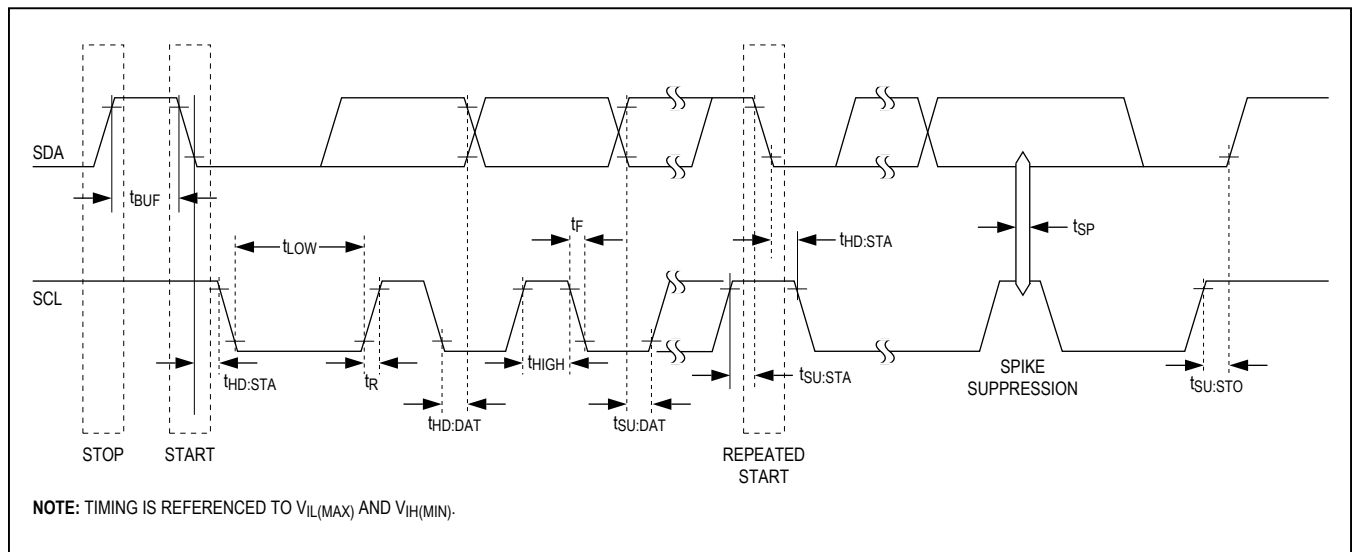 SDA
tBUF
tLOW
tF
tHD:STA
tSP
SCL
tHD:STA
tR
tHIGH
tHD:DAT
tSU:DAT
tSU:STA
SPIKE
SUPPRESSION
tSU:STO
STOP
START
REPEATED
START
NOTE: TIMING IS REFERENCED TO VIL(MAX) AND VIH(MIN).